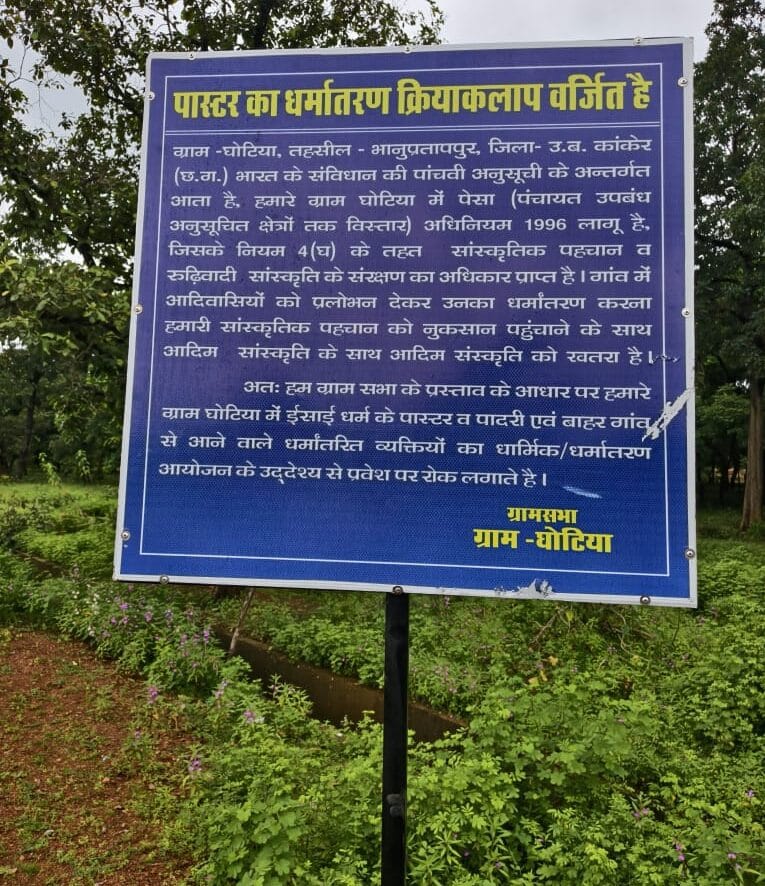 पास्टर का धर्मातरण क्रियाकलाप वर्जित है
ग्राम -घोटिया, तहसील - भानुप्रतापपुर, जिला- उ.ब. कांकेर
(छ.ग.) भारत के संविधान की पांचवी अनुसूची के अन्तर्गत
आता है, हमारे ग्राम घोटिया में पेसा (पंचायत उपबंध
अनुसूचित क्षेत्रों तक विस्तार) अधिनियम 1996 लागू है,
जिसके नियम 4(घ) के तहत सांस्कृतिक पहचान व
रुढ़िवादी सांस्कृति के संरक्षण का अधिकार प्राप्त है। गांव में
आदिवासियों को प्रलोभन देकर उनका धर्मांतरण करना
हमारी सांस्कृतिक पहचान को नुकसान पहुंचाने के साथ
आदिम सांस्कृति के साथ आदिम संस्कृति को खतरा है।
अतः हम ग्राम सभा के प्रस्ताव के आधार पर हमारे
ग्राम घोटिया में ईसाई धर्म के पास्टर व पादरी एवं बाहर गांव
से आने वाले धर्मांतरित व्यक्तियों का धार्मिक/धर्मातरण
आयोजन के उद्देश्य से प्रवेश पर रोक लगाते है।
ग्रामसभा
ग्राम -घोटिया